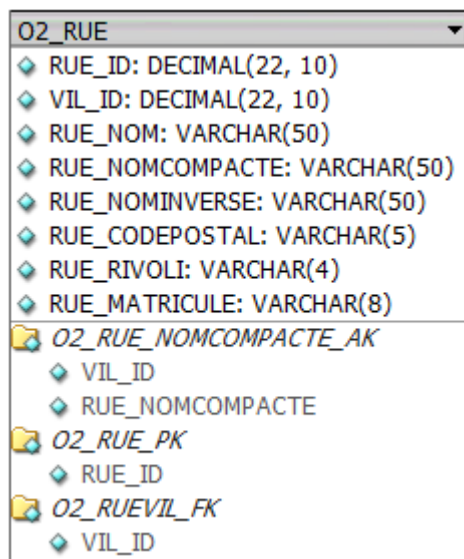 O2_RUE
RUE_ID: DECIMAL(22, 10)
VIL_ID: DECIMAL(22, 10)
RUE_NOM: VARCHAR(50)
RUE_NOMCOMPACTE: VARCHAR(50)
RUE_NOMINVERSE: VARCHAR(50)
RUE_CODEPOSTAL: VARCHAR(5)
RUE_RIVOLI: VARCHAR(4)
RUE_MATRICULE: VARCHAR(8)
O2_RUE_NOMCOMPACTE_AK
VIL_ID
RUE_NOMCOMPACTE
O2_RUE_PK
RUE_ID
O2_RUEVIL_FK
VIL_ID